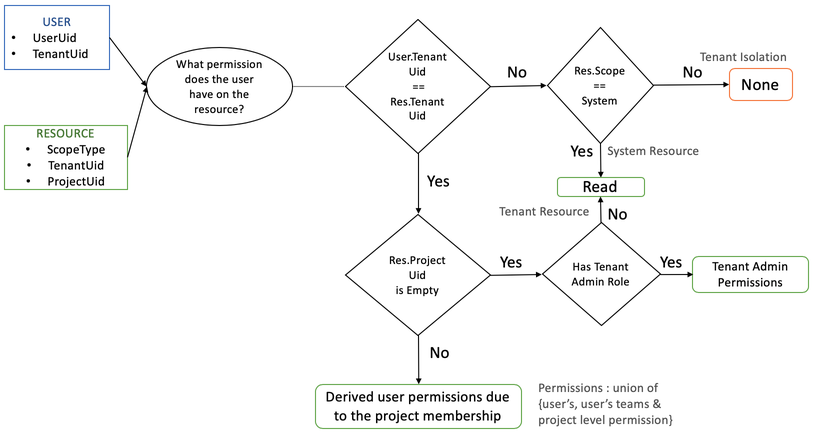 USER
• UserUid
• TenantUid
RESOURCE
• ScopeType
• TenantUid
• ProjectUid
What permission
does the user
have on the
resource?
User.Tenant
Uid
==
Res.Tenant
Uid
No
Res.Scope
==
System
No
Tenant Isolation
None
Yes
System Resource
Read
Yes
Tenant Resource
No
Res.Project
Uid
is Empty
Yes
Has Tenant
Admin Role
Yes
Tenant Admin
Permissions
No
Derived user permissions due
to the project membership
Permissions : union of
{user’s, user’s teams &
project level permission}